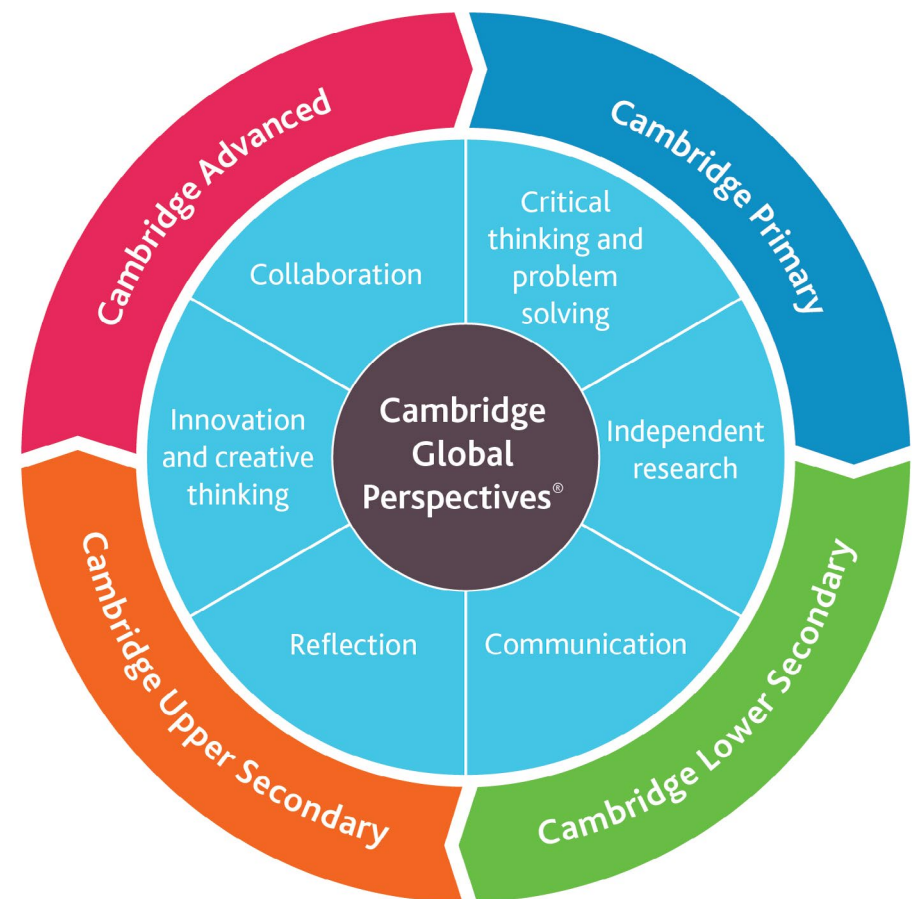 Cambridge Advanced
Cambridge Primary
Critical
thinking and
problem
solving
Collaboration
Cambridge
Global
Perspectives®
Innovation
and creative
thinking
Independent
research
Reflection
Communication
Cambridge Upper Secondary
Cambridge Lower Secondary